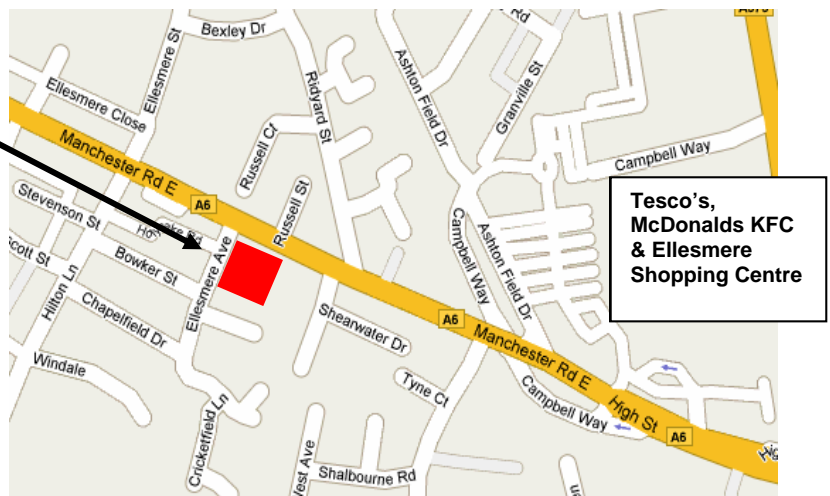 Rd
Bexley Dr
Ellesmere St
Ridyard St
Ashton Field Dr
Granville St
Ellesmere Close
Russell Ct
Manchester Rd E
Campbell Way
A6
Russell St
Stevenson St
Rd
Ellesmere Ave
Bowker St
Hilton Ln
Chapelfield Dr
Windale
Cricketfield Ln
Shearwater Dr
Tyne Ct
Campbell Way
Ashton Field Dr
A6
Manchester Rd E
Campbell Way
High St
A6
Shalbourne Rd
Tesco's,
McDonalds KFC
& Ellesmere
Shopping Centre